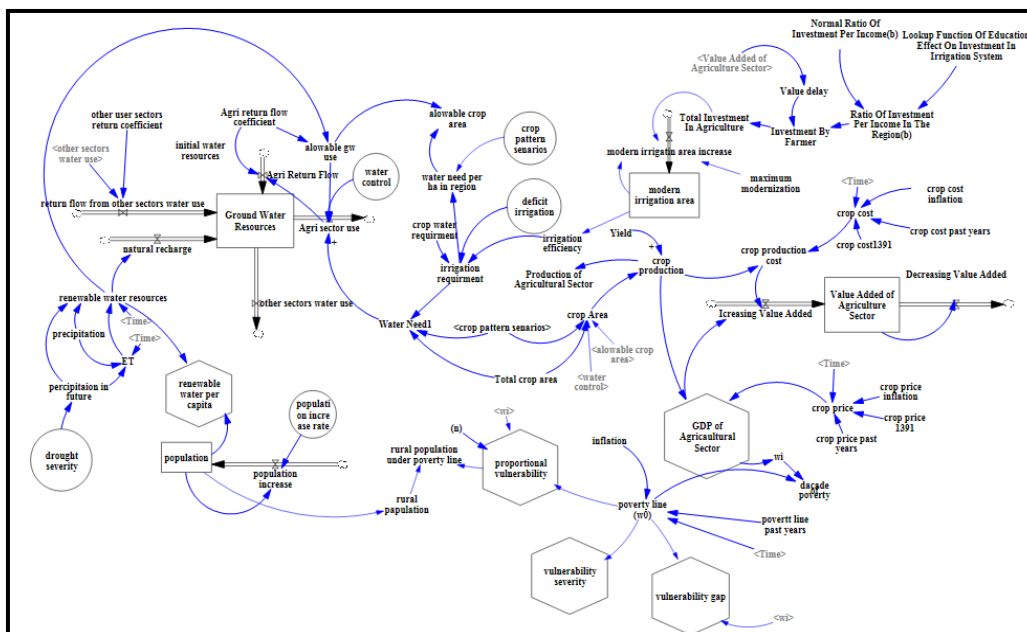 Normal Ratio Of
Investment Per Income(b)
Lookup Function Of Education
Effect On Investment In
Irrigation System
<Value Added of
Agriculture Sector>
Value delay
Total Investment
In Agriculture
Investment By
Farmer
Ratio Of Investment
Per Income In The
Region(b)
other user sectors
return coefficient
Agri return flow
coefficient
alowable crop
area
crop
pattern
senarios
<other sectors
water use>
initial water
resources
alowable gw
use
modern irrigatin area increase
maximum
modernization
Agri Return Flow
water
control
water need per
ha in region
modern
irrigation area
<Time>
crop cost
inflation
return flow from other sectors water use
Ground Water
Resources
Agri sector use
+
deficit
irrigation
crop cost
crop cost past years
crop cost1391
crop water
requirment
irrigation
efficiency
Yield
+
natural recharge
crop
production
crop production
cost
irrigation
requirment
Production of
Agricultural Sector
Decreasing Value Added
renewable water resources
other sectors water use
Icreasing Value Added
Value Added of
Agriculture
Sector
<Time>
precipitation
<Time>
Water Need1
<crop pattern senarios>
crop Area
<alowable crop
area>
ET
percipitaion in
future
renewable
water per
capita
Total crop area
<water
control>
<Time>
crop price
inflation
populati
on incre
ase rate
<wi>
crop price
crop price
1391
crop price past
years
drought
severity
population
population
increase
(n)
rural population
under poverty line
proportional
vulnerability
inflation
GDP of
Agricaultural
Sector
wi
dacade
poverty
rural
papulation
poverty line
(w0)
povertt line
past years
<Time>
vulnerability
severity
vulnerability gap
<wi>